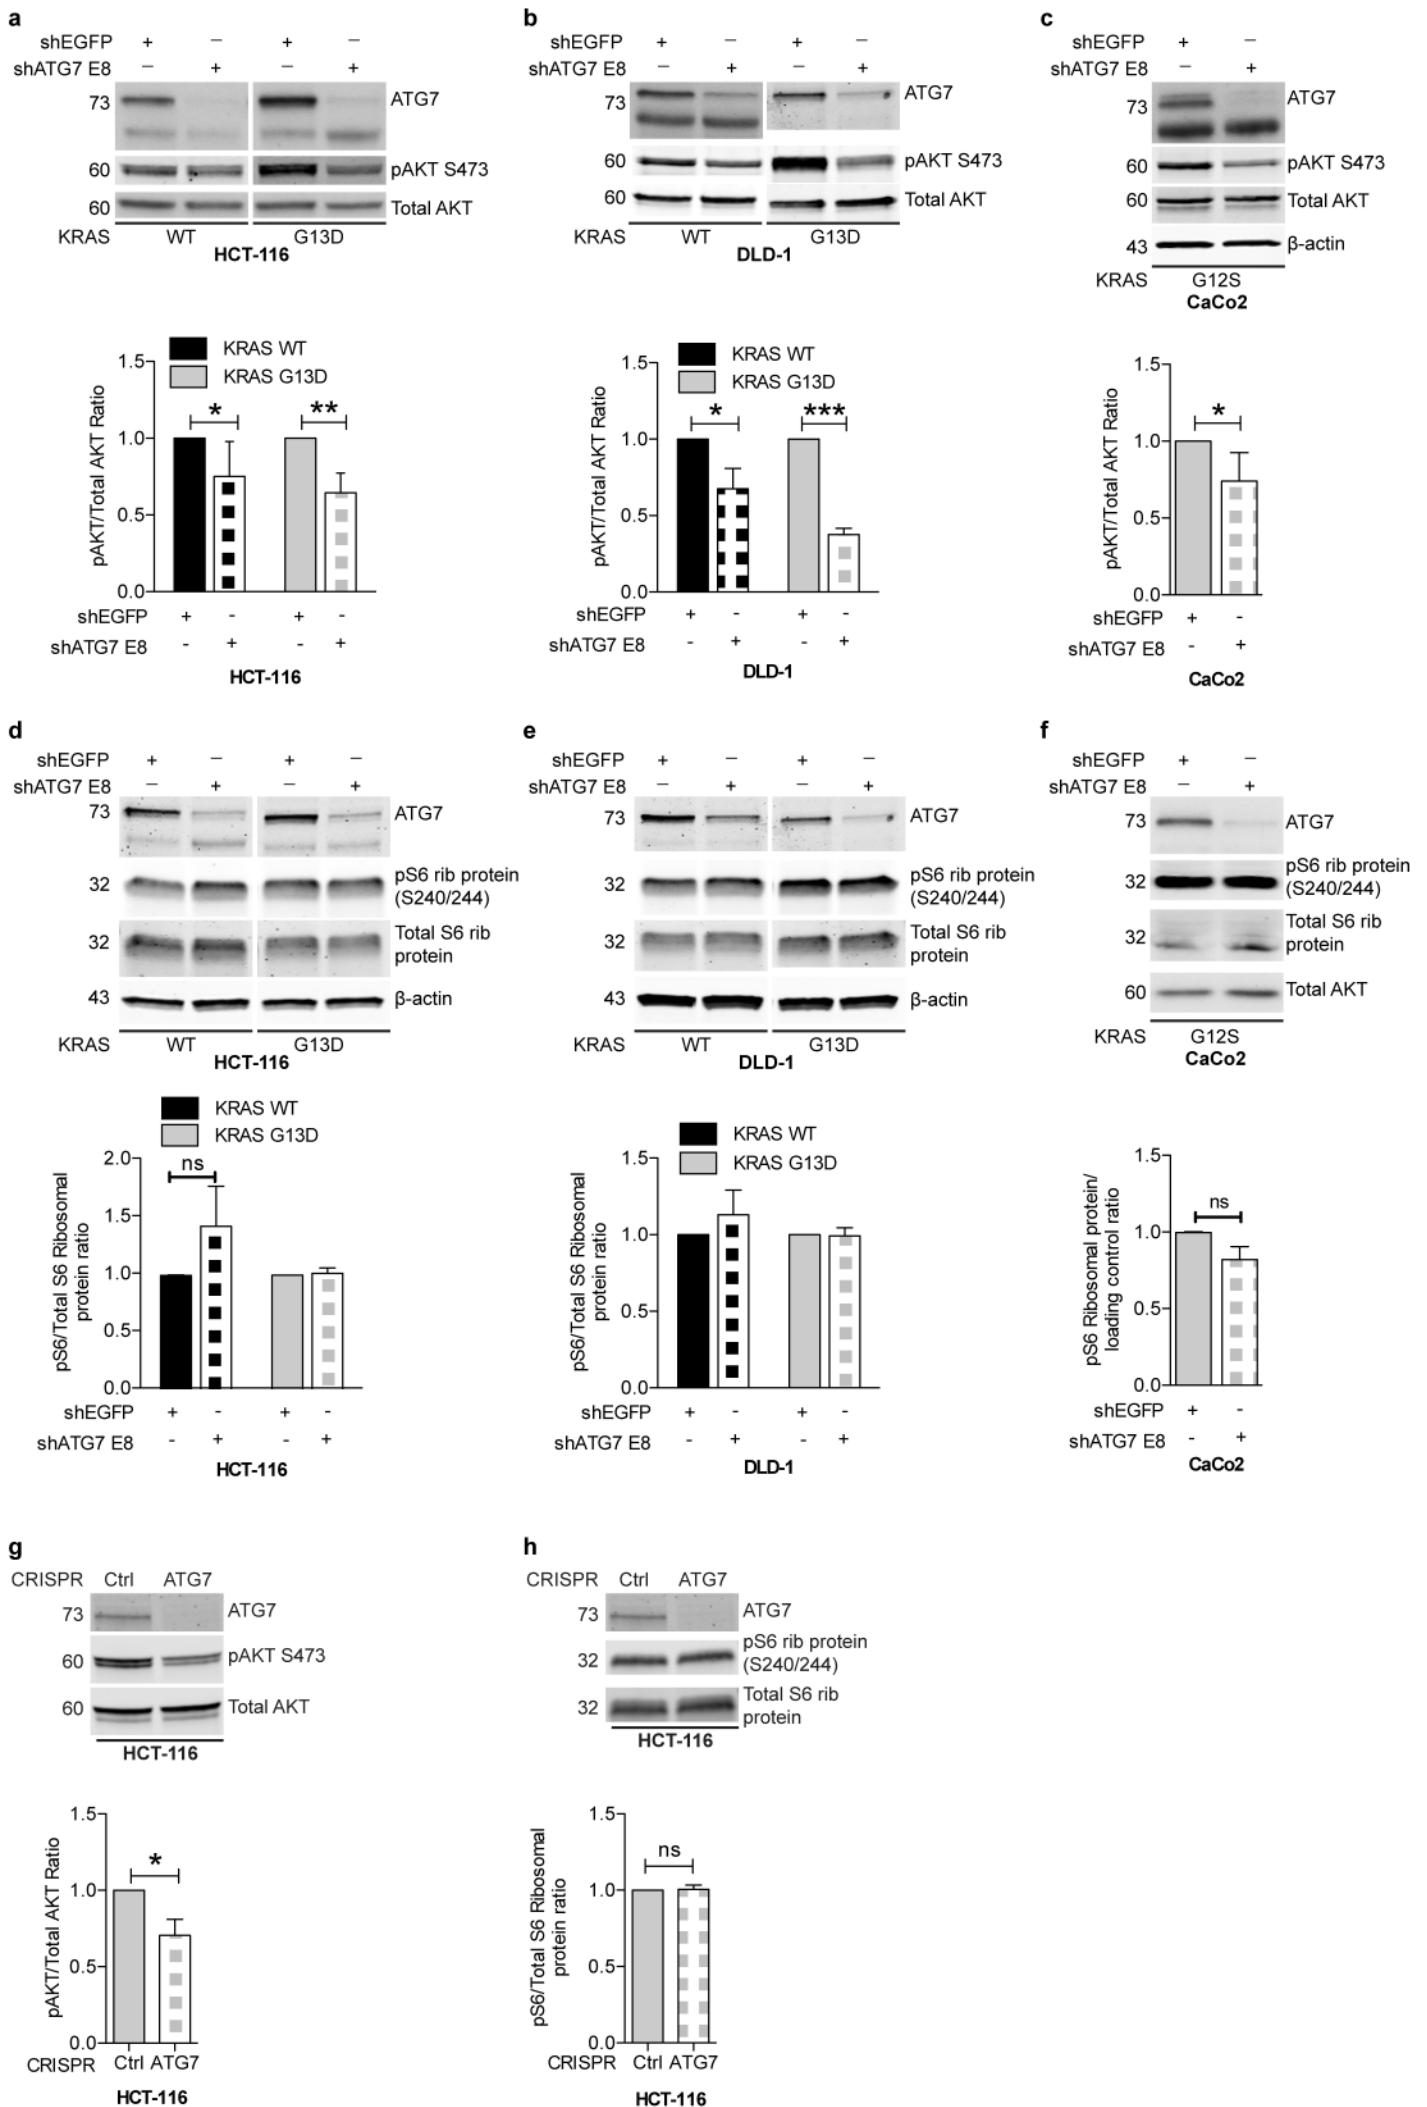 a
shEGFP + – + –
shATG7 E8 – + – +
73 ATG7
60 pAKT S473
60 Total AKT
KRAS WT G13D
HCT-116
KRAS WT
KRAS G13D
pAKT/Total AKT Ratio
1.5
1.0
0.5
0.0
* **
shEGFP + - + -
shATG7 E8 - + - +
HCT-116
b
shEGFP + – + –
shATG7 E8 – + – +
73 ATG7
60 pAKT S473
60 Total AKT
KRAS WT G13D
DLD-1
KRAS WT
KRAS G13D
pAKT/Total AKT Ratio
1.5
1.0
0.5
0.0
* ***
shEGFP + - + -
shATG7 E8 - + - +
DLD-1
c
shEGFP + –
shATG7 E8 – +
73 ATG7
60 pAKT S473
60 Total AKT
43 β-actin
KRAS G12S
CaCo2
pAKT/Total AKT Ratio
1.5
1.0
0.5
0.0
*
shEGFP + -
shATG7 E8 - +
CaCo2
d
shEGFP + – + –
shATG7 E8 – + – +
73 ATG7
32 pS6 rib protein
(S240/244)
32 Total S6 rib
protein
43 β-actin
KRAS WT G13D
HCT-116
KRAS WT
KRAS G13D
pS6/Total S6 Ribosomal
protein ratio
2.0
1.5
1.0
0.5
0.0
ns
shEGFP + - + -
shATG7 E8 - + - +
HCT-116
e
shEGFP + – + –
shATG7 E8 – + – +
73 ATG7
32 pS6 rib protein
(S240/244)
32 Total S6 rib
protein
43 β-actin
KRAS WT G13D
DLD-1
KRAS WT
KRAS G13D
pS6/Total S6 Ribosomal
protein ratio
1.5
1.0
0.5
0.0
shEGFP + - + -
shATG7 E8 - + - +
DLD-1
f
shEGFP + –
shATG7 E8 – +
73 ATG7
32 pS6 rib protein
(S240/244)
32 Total S6 rib
protein
60 Total AKT
KRAS G12S
CaCo2
pS6 Ribosomal protein/
loading control ratio
1.5
1.0
0.5
0.0
ns
shEGFP + -
shATG7 E8 - +
CaCo2
g
CRISPR Ctrl ATG7
73 ATG7
60 pAKT S473
60 Total AKT
HCT-116
pAKT/Total AKT Ratio
1.5
1.0
0.5
0.0
*
CRISPR Ctrl ATG7
HCT-116
h
CRISPR Ctrl ATG7
73 ATG7
32 pS6 rib protein
(S240/244)
32 Total S6 rib
protein
HCT-116
pS6/Total S6 Ribosomal
protein ratio
1.5
1.0
0.5
0.0
ns
CRISPR Ctrl ATG7
HCT-116